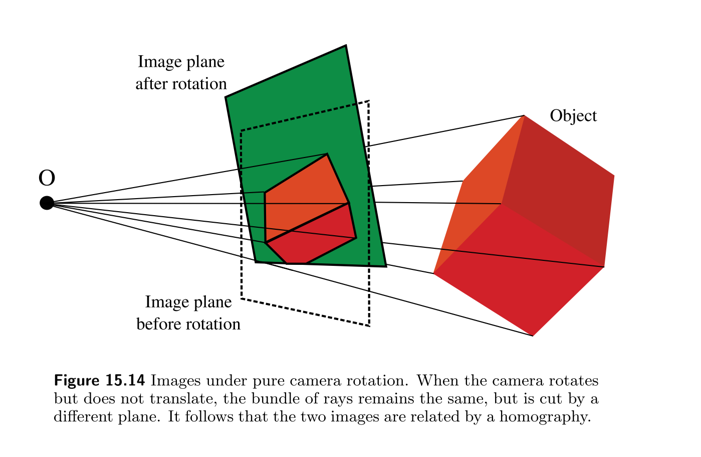 Image plane
after rotation
Object
O
Image plane
before rotation
Figure 15.14 Images under pure camera rotation. When the camera rotates
but does not translate, the bundle of rays remains the same, but is cut by a
different plane. It follows that the two images are related by a homography.